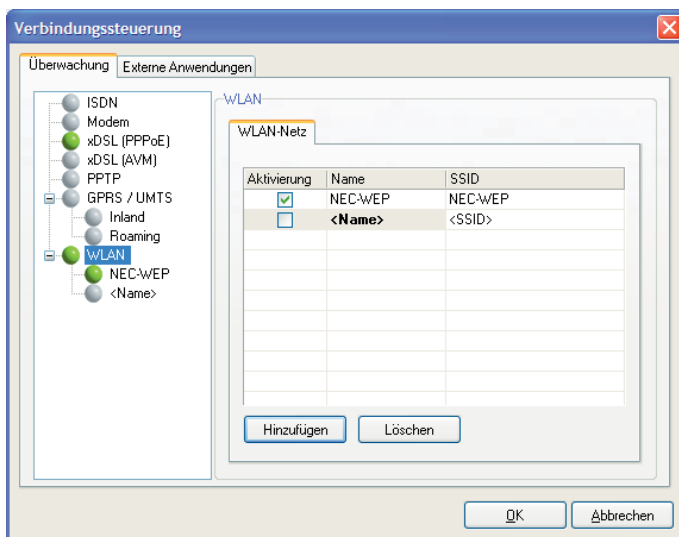 Verbindungssteuerung
Überwachung Externe Anwendungen
ISDN
Modem
xDSL (PPPoE)
xDSL (AVM)
PPTP
GPRS / UMTS
Inland
Roaming
WLAN
NEC-WEP
<Name>
WLAN
WLAN-Netz
Aktivierung Name SSID
NEC-WEP NEC-WEP
<Name> <SSID>
Hinzufügen Löschen
OK Abbrechen